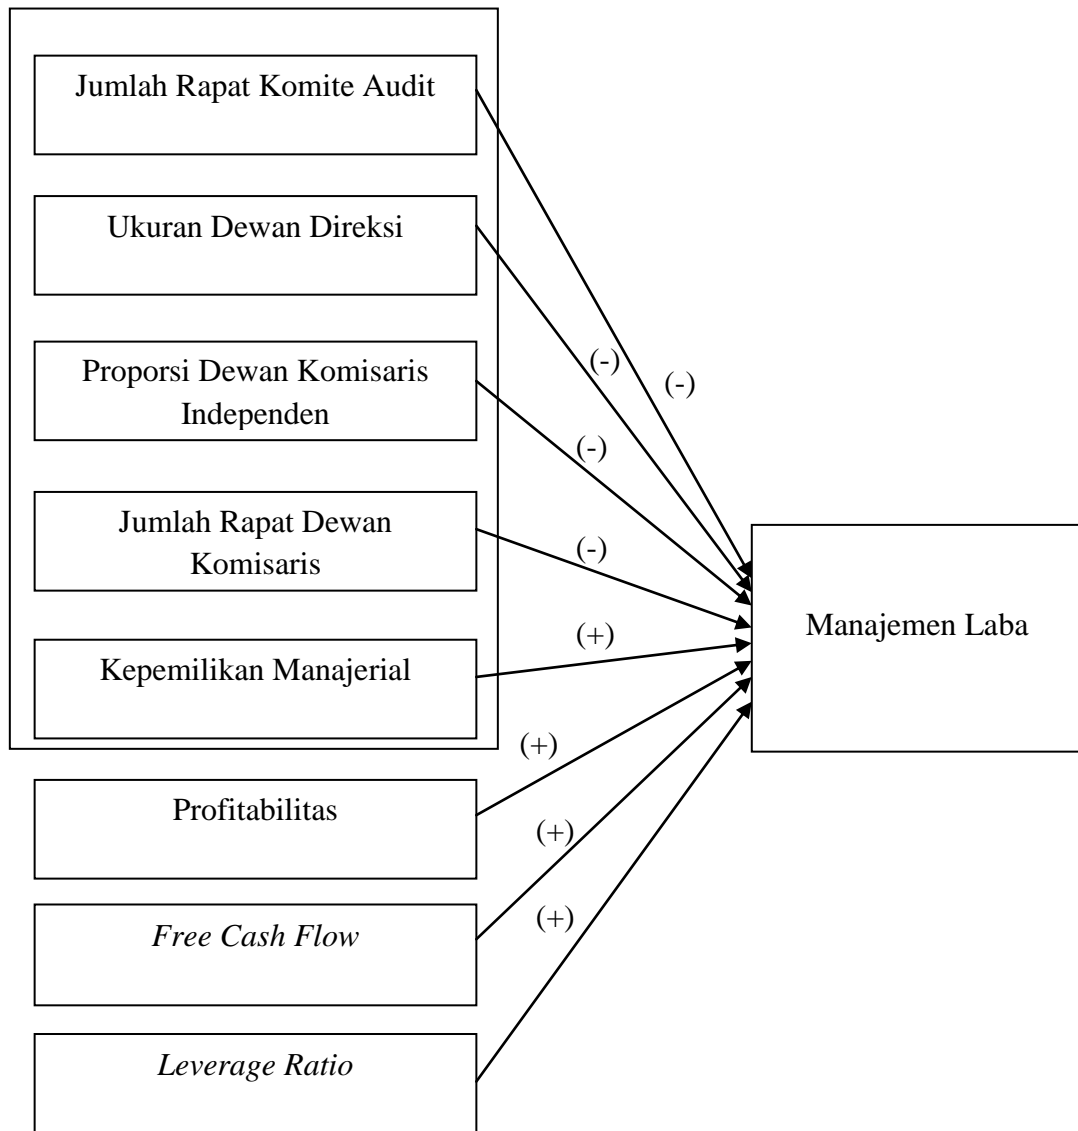 Jumlah Rapat Komite Audit
Ukuran Dewan Direksi
(-)
(-)
Proporsi Dewan Komisaris
Independen
(-)
Jumlah Rapat Dewan
Komisaris
(-)
Manajemen Laba
Kepemilikan Manajerial
(+)
Profitabilitas
(+)
Free Cash Flow
(+)
Leverage Ratio
(+)